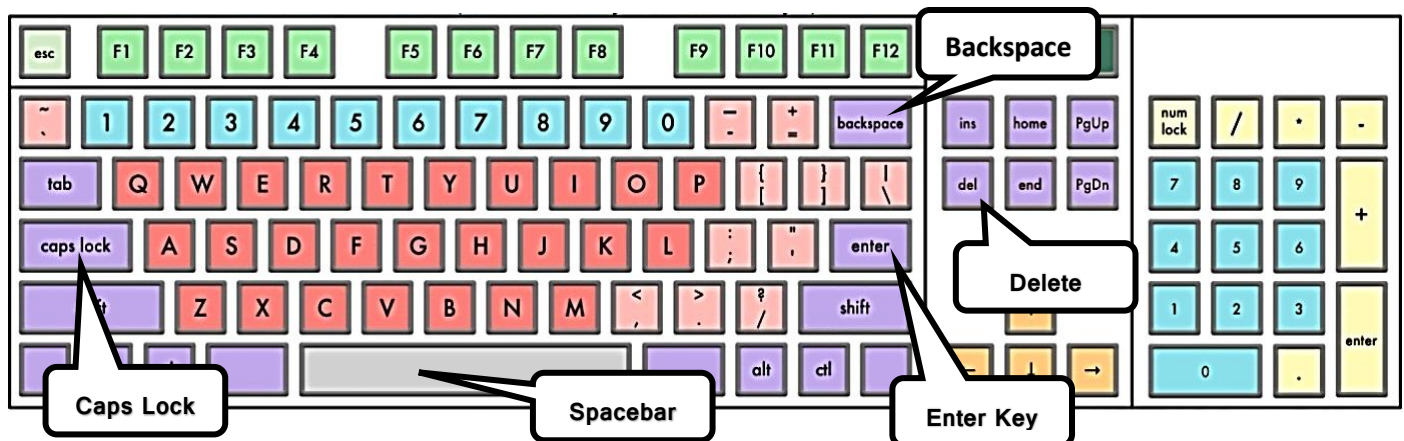 esc F1 F2 F3 F4 F5 F6 F7 F8 F9 F10 F11 F12
Backspace
~ ` 1 2 3 4 5 6 7 8 9 0 — - + = backspace ins home PgUp num lock / * -
tab Q W E R T Y U I O P { [ } ] | \ del end PgDn 7 8 9 +
caps lock A S D F G H J K L : ; " ' enter 4 5 6
Delete
Z X C V B N M < , > . ? / shift 1 2 3 enter
alt ctl ↓ → 0 .
Caps Lock
Spacebar
Enter Key